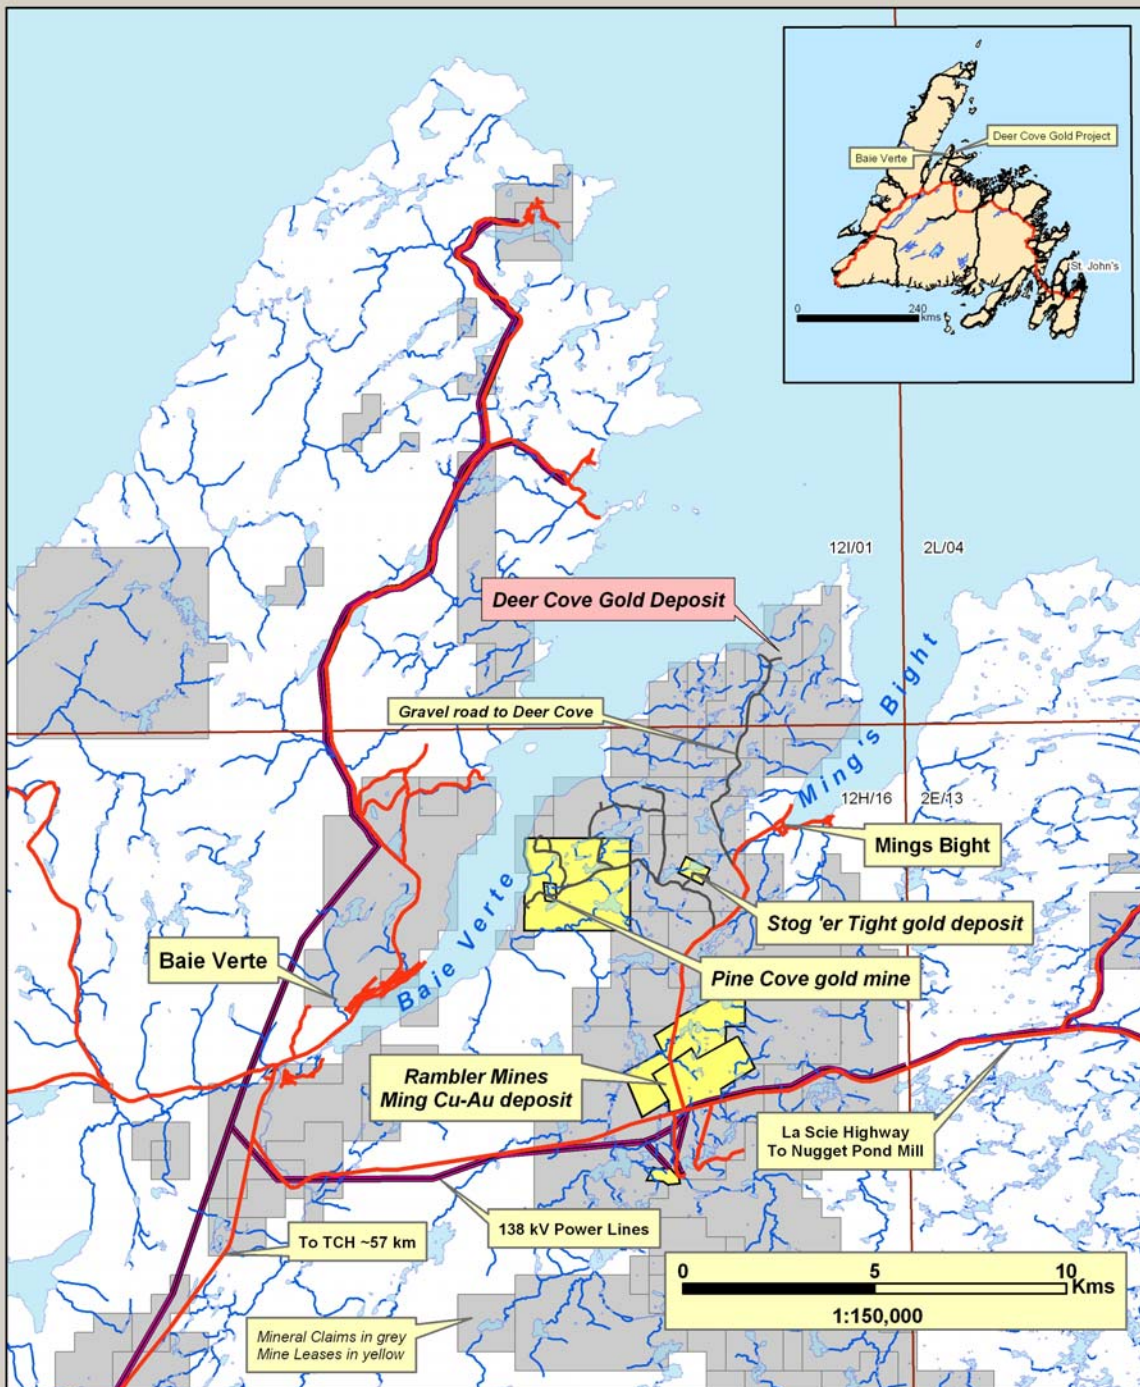 Deer Cove Gold Project
Baie Verte
St. John's
0
240
kms
12I/01
2L/04
Deer Cove Gold Deposit
Gravel road to Deer Cove
Ming's Bight
12H/16
2E/13
Mings Bight
Stog 'er Tight gold deposit
Baie Verte
Baie Verte
Pine Cove gold mine
Rambler Mines
Ming Cu-Au deposit
La Scie Highway
To Nugget Pond Mill
138 kV Power Lines
To TCH ~57 km
0
5
10
Kms
1:150,000
Mineral Claims in grey
Mine Leases in yellow